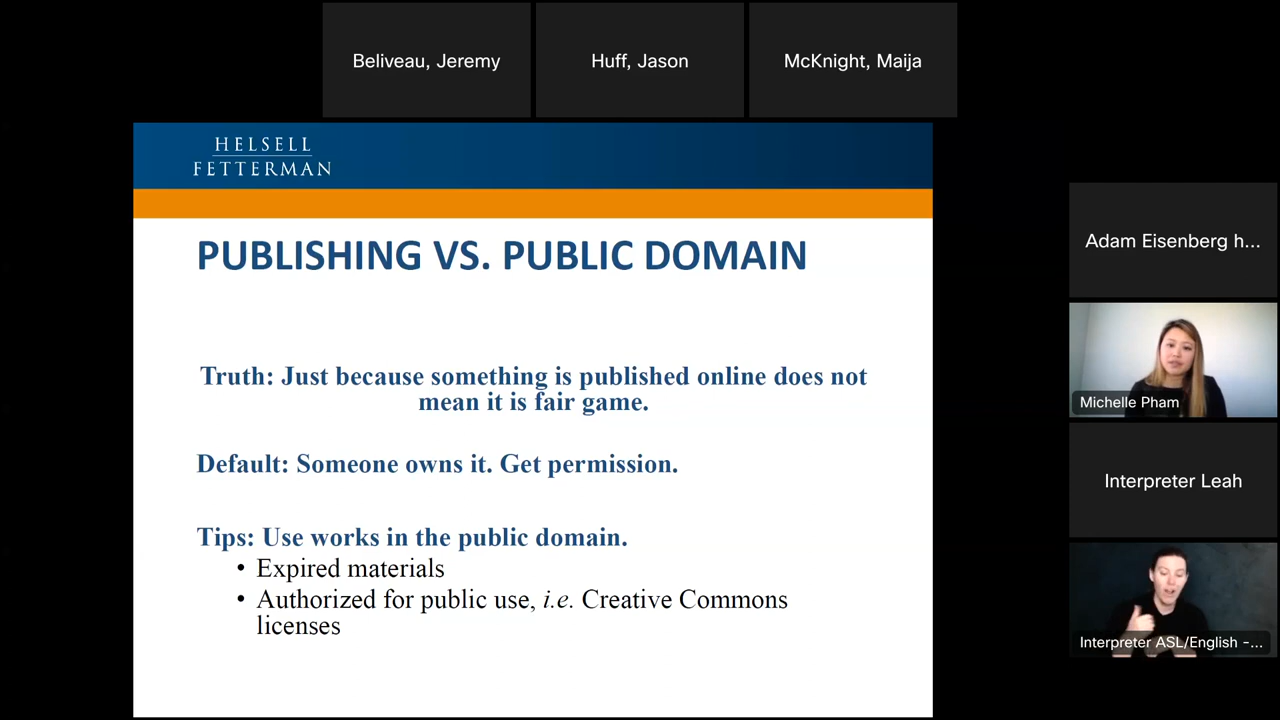 Beliveau, Jeremy
Huff, Jason
McKnight, Maija
HELSELL
FETTERMAN
PUBLISHING VS. PUBLIC DOMAIN
Truth: Just because something is published online does not
mean it is fair game.
Default: Someone owns it. Get permission.
Tips: Use works in the public domain.
• Expired materials
• Authorized for public use, i.e. Creative Commons
licenses
Adam Eisenberg h...
Michelle Pham
Interpreter Leah
Interpreter ASL/English -...